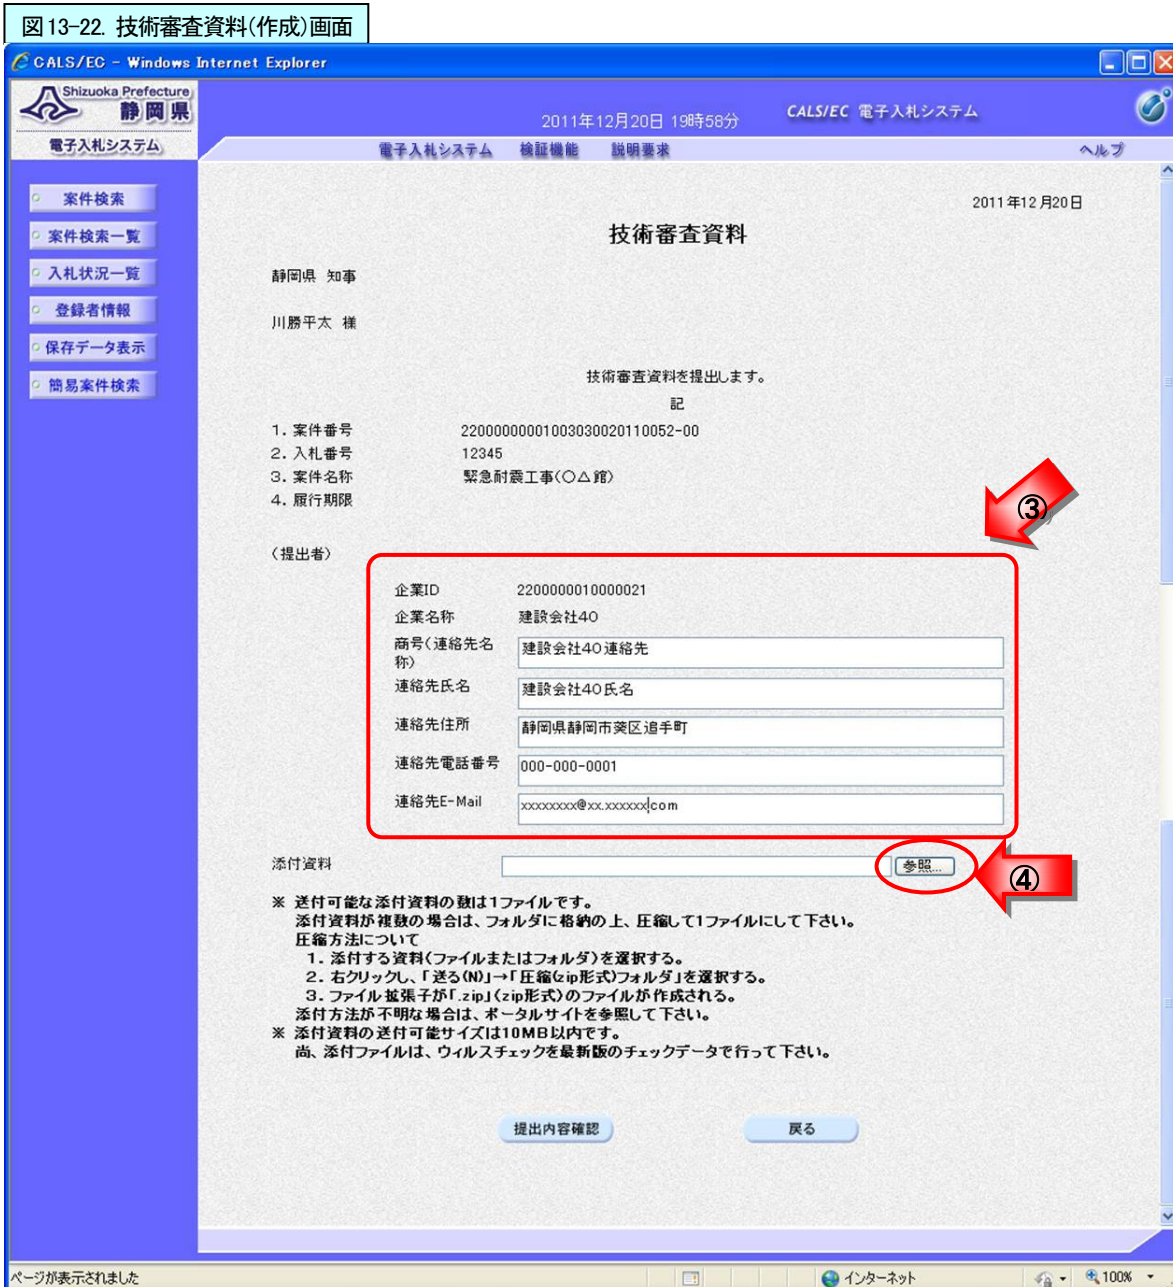 図13-22. 技術審査資料(作成)画面
CALS/EC - Windows Internet Explorer
Shizuoka Prefecture
静岡県
電子入札システム
2011年12月20日 19時58分
CALS/EC 電子入札システム
電子入札システム 検証機能 説明要求 ヘルプ
案件検索
案件検索一覧
入札状況一覧
登録者情報
保存データ表示
簡易案件検索
2011年12月20日
技術審査資料
静岡県 知事
川勝平太 様
技術審査資料を提出します。
記
1. 案件番号 22000000001003030020110052-00
2. 入札番号 12345
3. 案件名称 緊急耐震工事(○△館)
4. 履行期限
③
(提出者)
企業ID 2200000010000021
企業名称 建設会社40
商号(連絡先名称) 建設会社40連絡先
連絡先氏名 建設会社40氏名
連絡先住所 静岡県静岡市葵区追手町
連絡先電話番号 000-000-0001
連絡先E-Mail xxxxxxxx@xx.xxxxxx.com
添付資料 参照...
④
※ 送付可能な添付資料の数は1ファイルです。
添付資料が複数の場合は、フォルダに格納の上、圧縮して1ファイルにして下さい。
圧縮方法について
1. 添付する資料(ファイルまたはフォルダ)を選択する。
2. 右クリックし、「送る(N)」→「圧縮(zip形式)フォルダ」を選択する。
3. ファイル拡張子が「.zip」(zip形式)のファイルが作成される。
添付方法が不明な場合は、ポータルサイトを参照して下さい。
※ 添付資料の送付可能サイズは10MB以内です。
尚、添付ファイルは、ウィルスチェックを最新版のチェックデータで行って下さい。
提出内容確認 戻る
ページが表示されました インターネット 100%